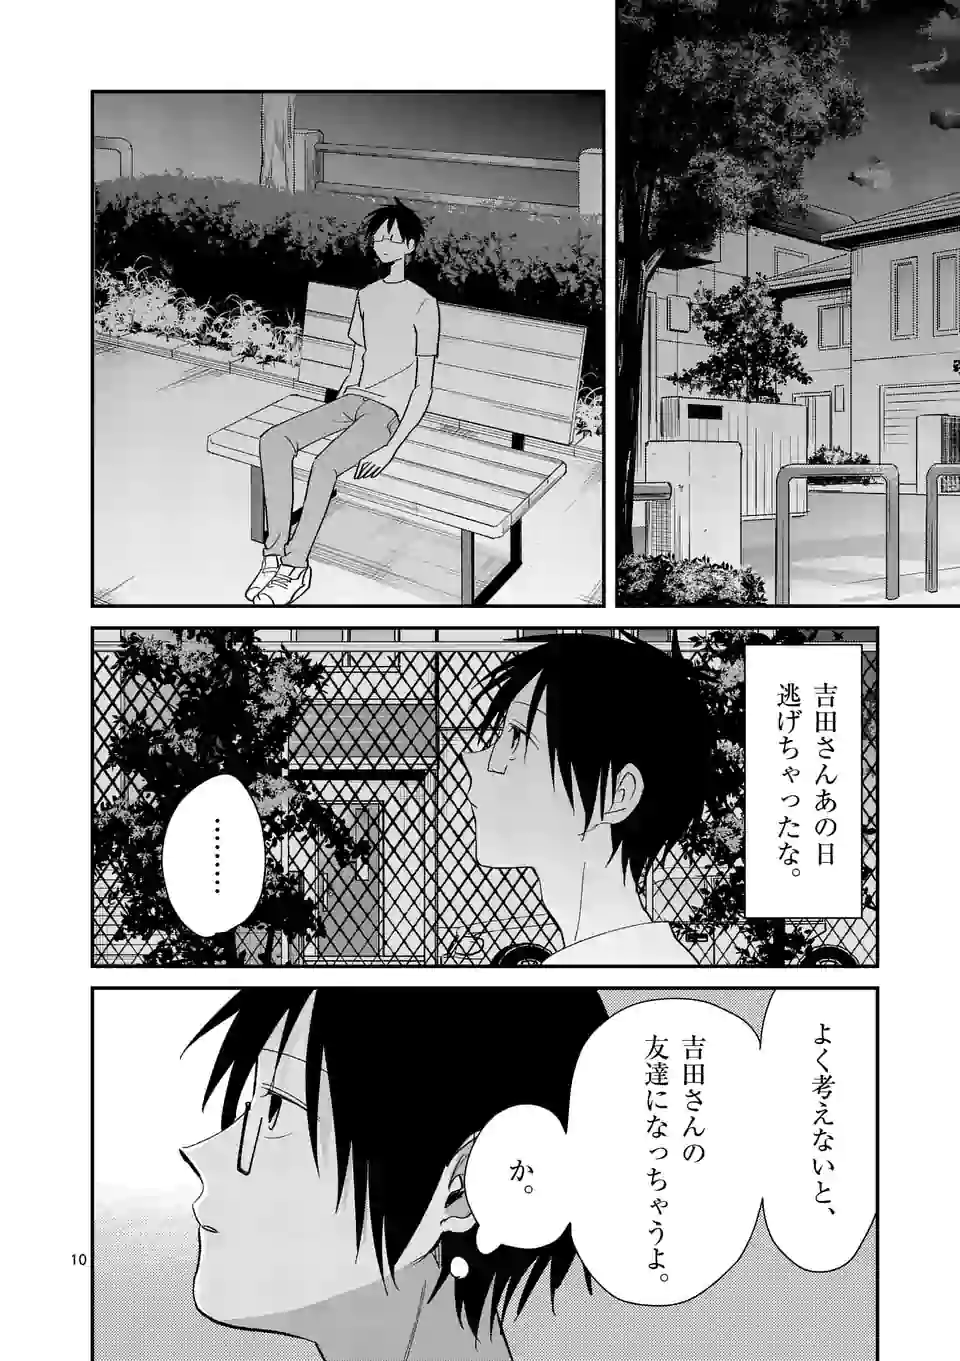 吉田さんあの日
逃げちゃったな。
………
よく考えないと、
吉田さんの
友達になっちゃうよ。
か。
10